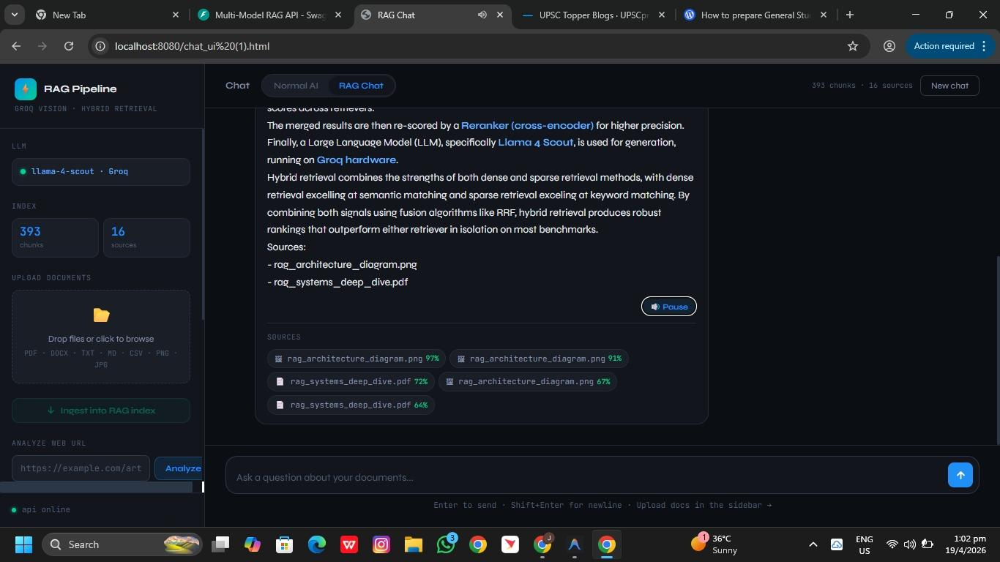 New Tab
Multi-Model RAG API - Swag
RAG Chat
UPSC Topper Blogs · UPSCpr
How to prepare General Stu
localhost:8080/chat_ui%20(1).html
Action required
RAG Pipeline
GROQ VISION · HYBRID RETRIEVAL
Chat
Normal AI
RAG Chat
393 chunks · 16 sources
New chat
LLM
llama-4-scout · Groq
INDEX
393
chunks
16
sources
UPLOAD DOCUMENTS
Drop files or click to browse
PDF · DOCX · TXT · MD · CSV · PNG ·
JPG
↓ Ingest into RAG index
ANALYZE WEB URL
https://example.com/art
Analyze
api online
scores across retrievers.
The merged results are then re-scored by a Reranker (cross-encoder) for higher precision.
Finally, a Large Language Model (LLM), specifically Llama 4 Scout, is used for generation,
running on Groq hardware.
Hybrid retrieval combines the strengths of both dense and sparse retrieval methods, with dense
retrieval excelling at semantic matching and sparse retrieval exceling at keyword matching. By
combining both signals using fusion algorithms like RRF, hybrid retrieval produces robust
rankings that outperform either retriever in isolation on most benchmarks.
Sources:
- rag_architecture_diagram.png
- rag_systems_deep_dive.pdf
Pause
SOURCES
rag_architecture_diagram.png 97%
rag_architecture_diagram.png 91%
rag_systems_deep_dive.pdf 72%
rag_architecture_diagram.png 67%
rag_systems_deep_dive.pdf 64%
Ask a question about your documents...
Enter to send · Shift+Enter for newline · Upload docs in the sidebar →
Search
3
J
1
36°C
Sunny
ENG
US
1:02 pm
19/4/2026